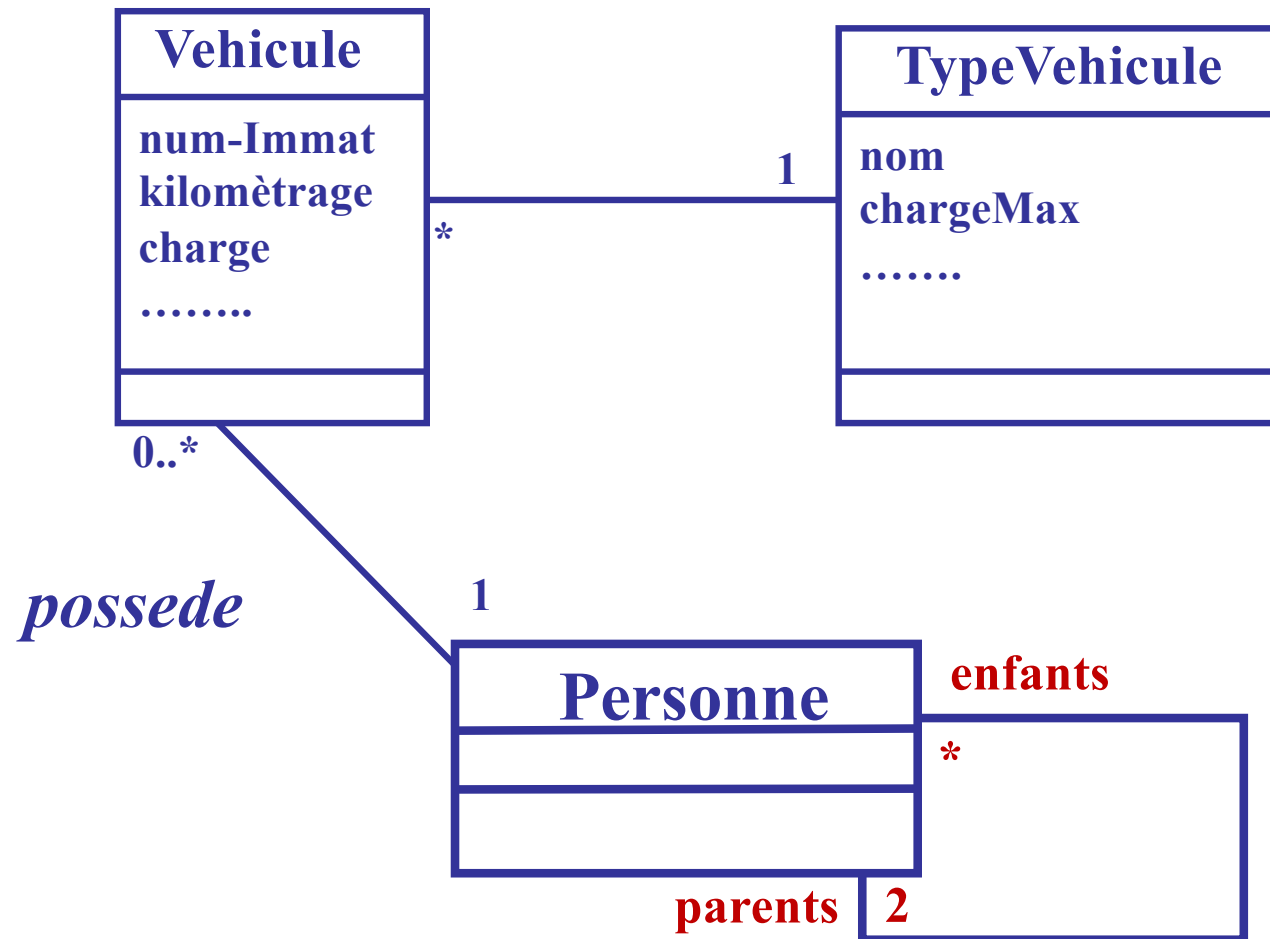 Vehicule
num-Immat
kilomètrage
charge
……..
*
1
TypeVehicule
nom
chargeMax
…….
0..*
possede
1
Personne
enfants
*
parents
2